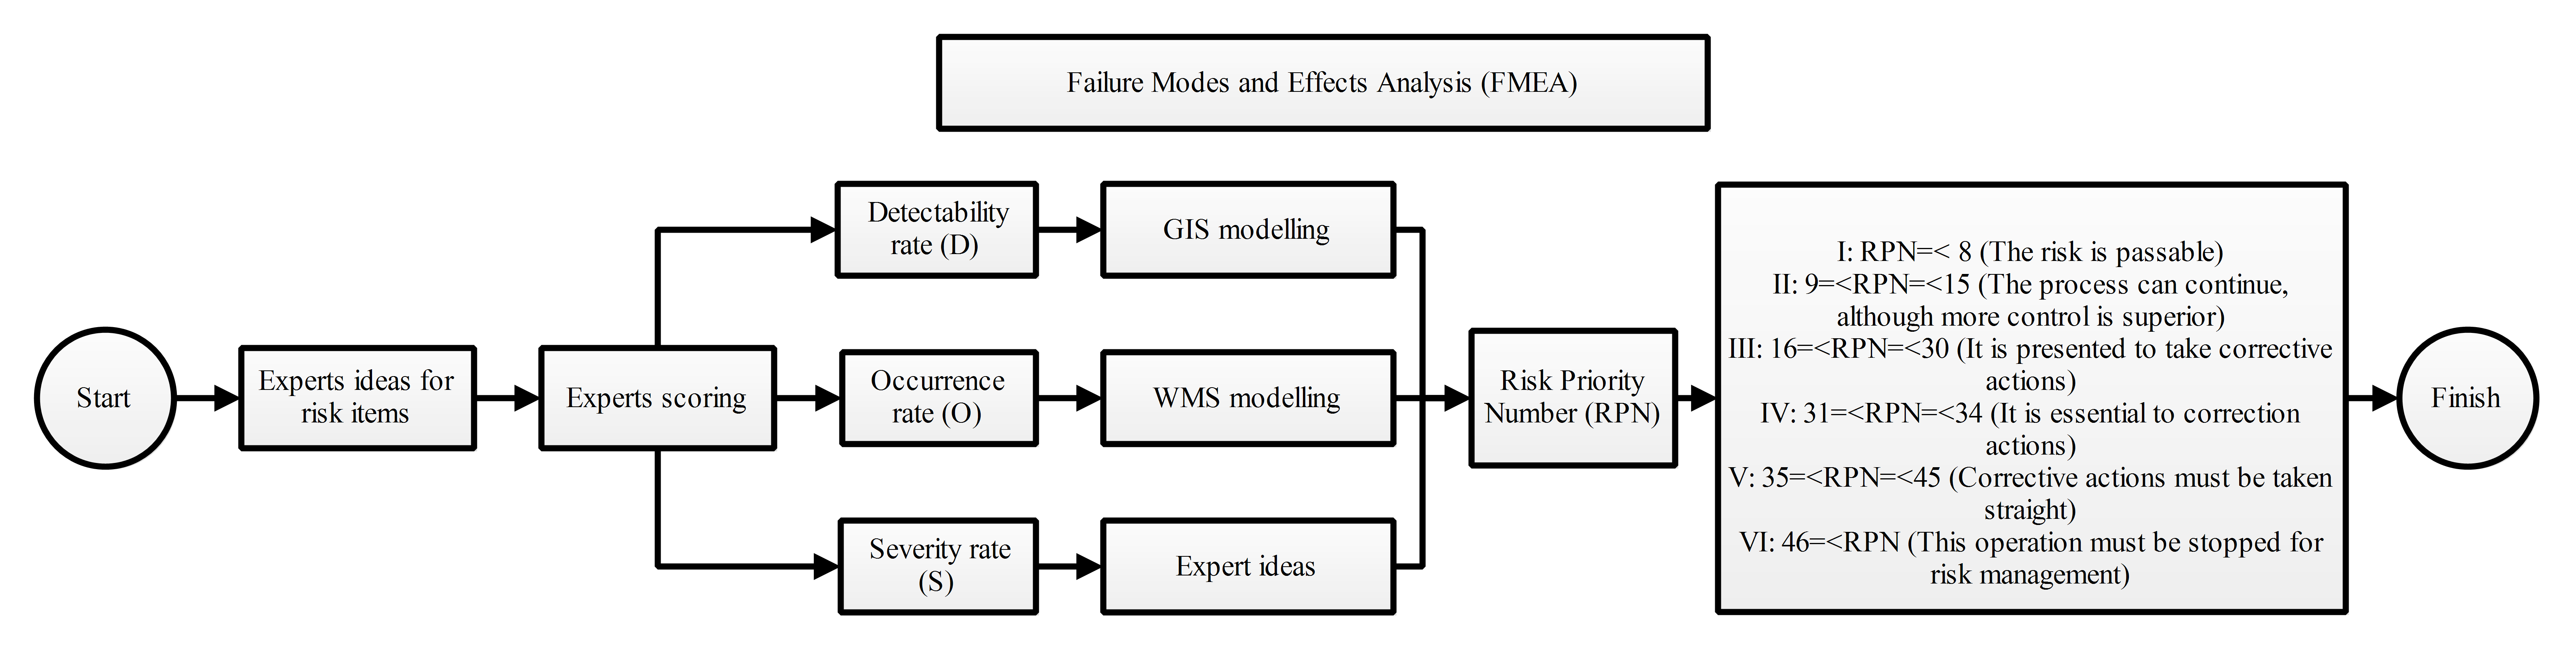 Failure Modes and Effects Analysis (FMEA)
Start
Experts ideas for
risk items
Experts scoring
Detectability
rate (D)
GIS modelling
Occurrence
rate (O)
WMS modelling
Severity rate
(S)
Expert ideas
Risk Priority
Number (RPN)
I: RPN=< 8 (The risk is passable)
II: 9=<RPN=<15 (The process can continue,
although more control is superior)
III: 16=<RPN=<30 (It is presented to take corrective
actions)
IV: 31=<RPN=<34 (It is essential to correction
actions)
V: 35=<RPN=<45 (Corrective actions must be taken
straight)
VI: 46=<RPN (This operation must be stopped for
risk management)
Finish